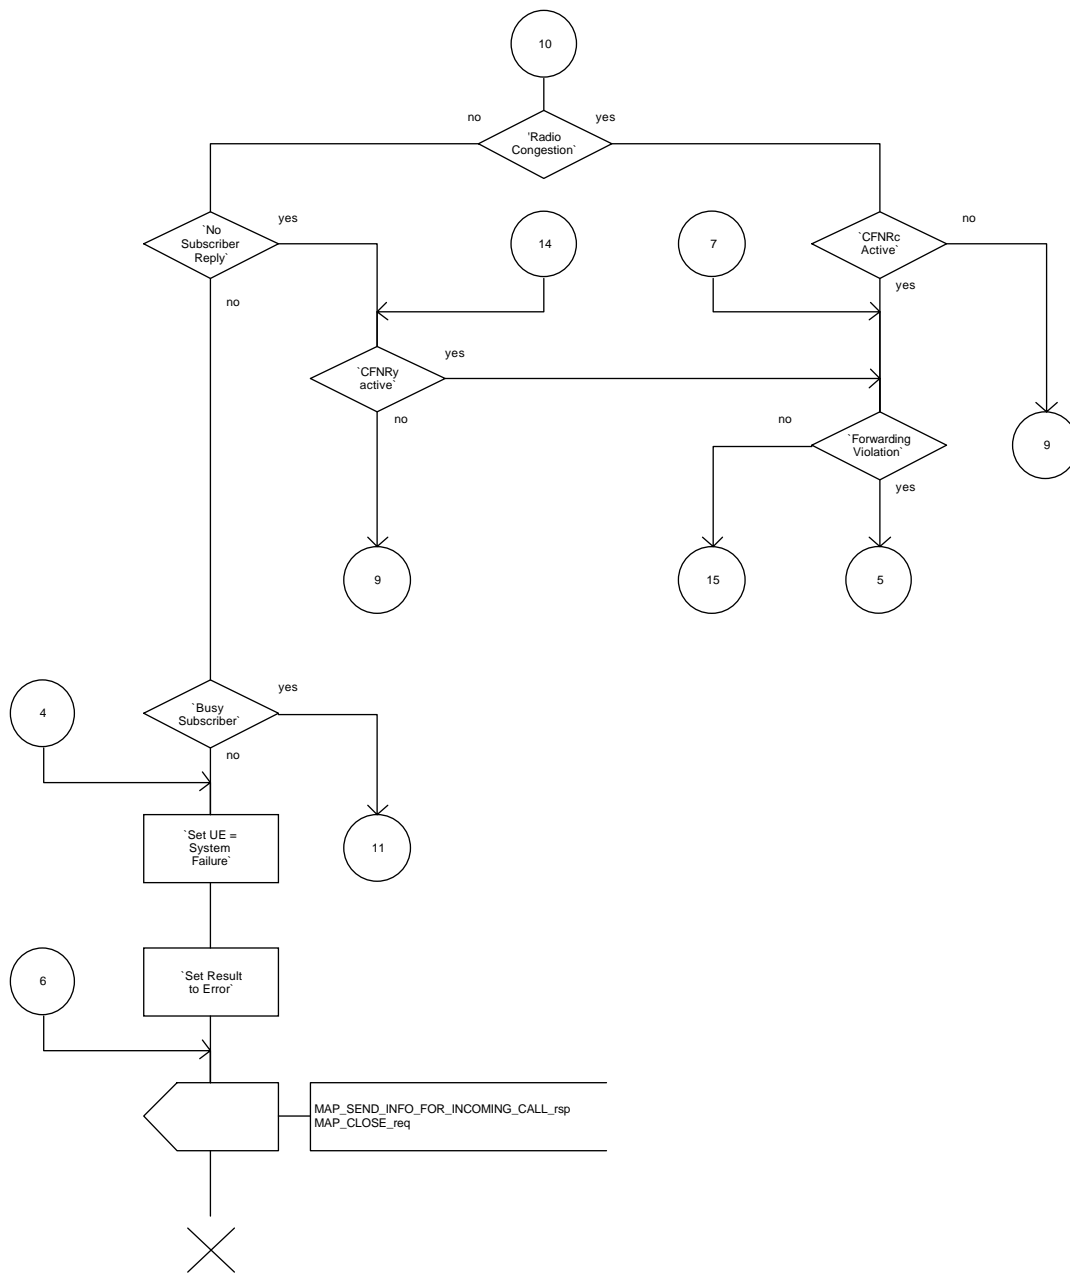 10
no
yes
'Radio
Congestion`
`No
Subscriber
Reply`
yes
14
7
`CFNRc
Active`
no
no
yes
`CFNRy
active`
yes
no
no
`Forwarding
Violation`
9
yes
9
15
5
4
`Busy
Subscriber`
yes
no
`Set UE =
System
Failure`
11
6
`Set Result
to Error`
MAP_SEND_INFO_FOR_INCOMING_CALL_rsp
MAP_CLOSE_req